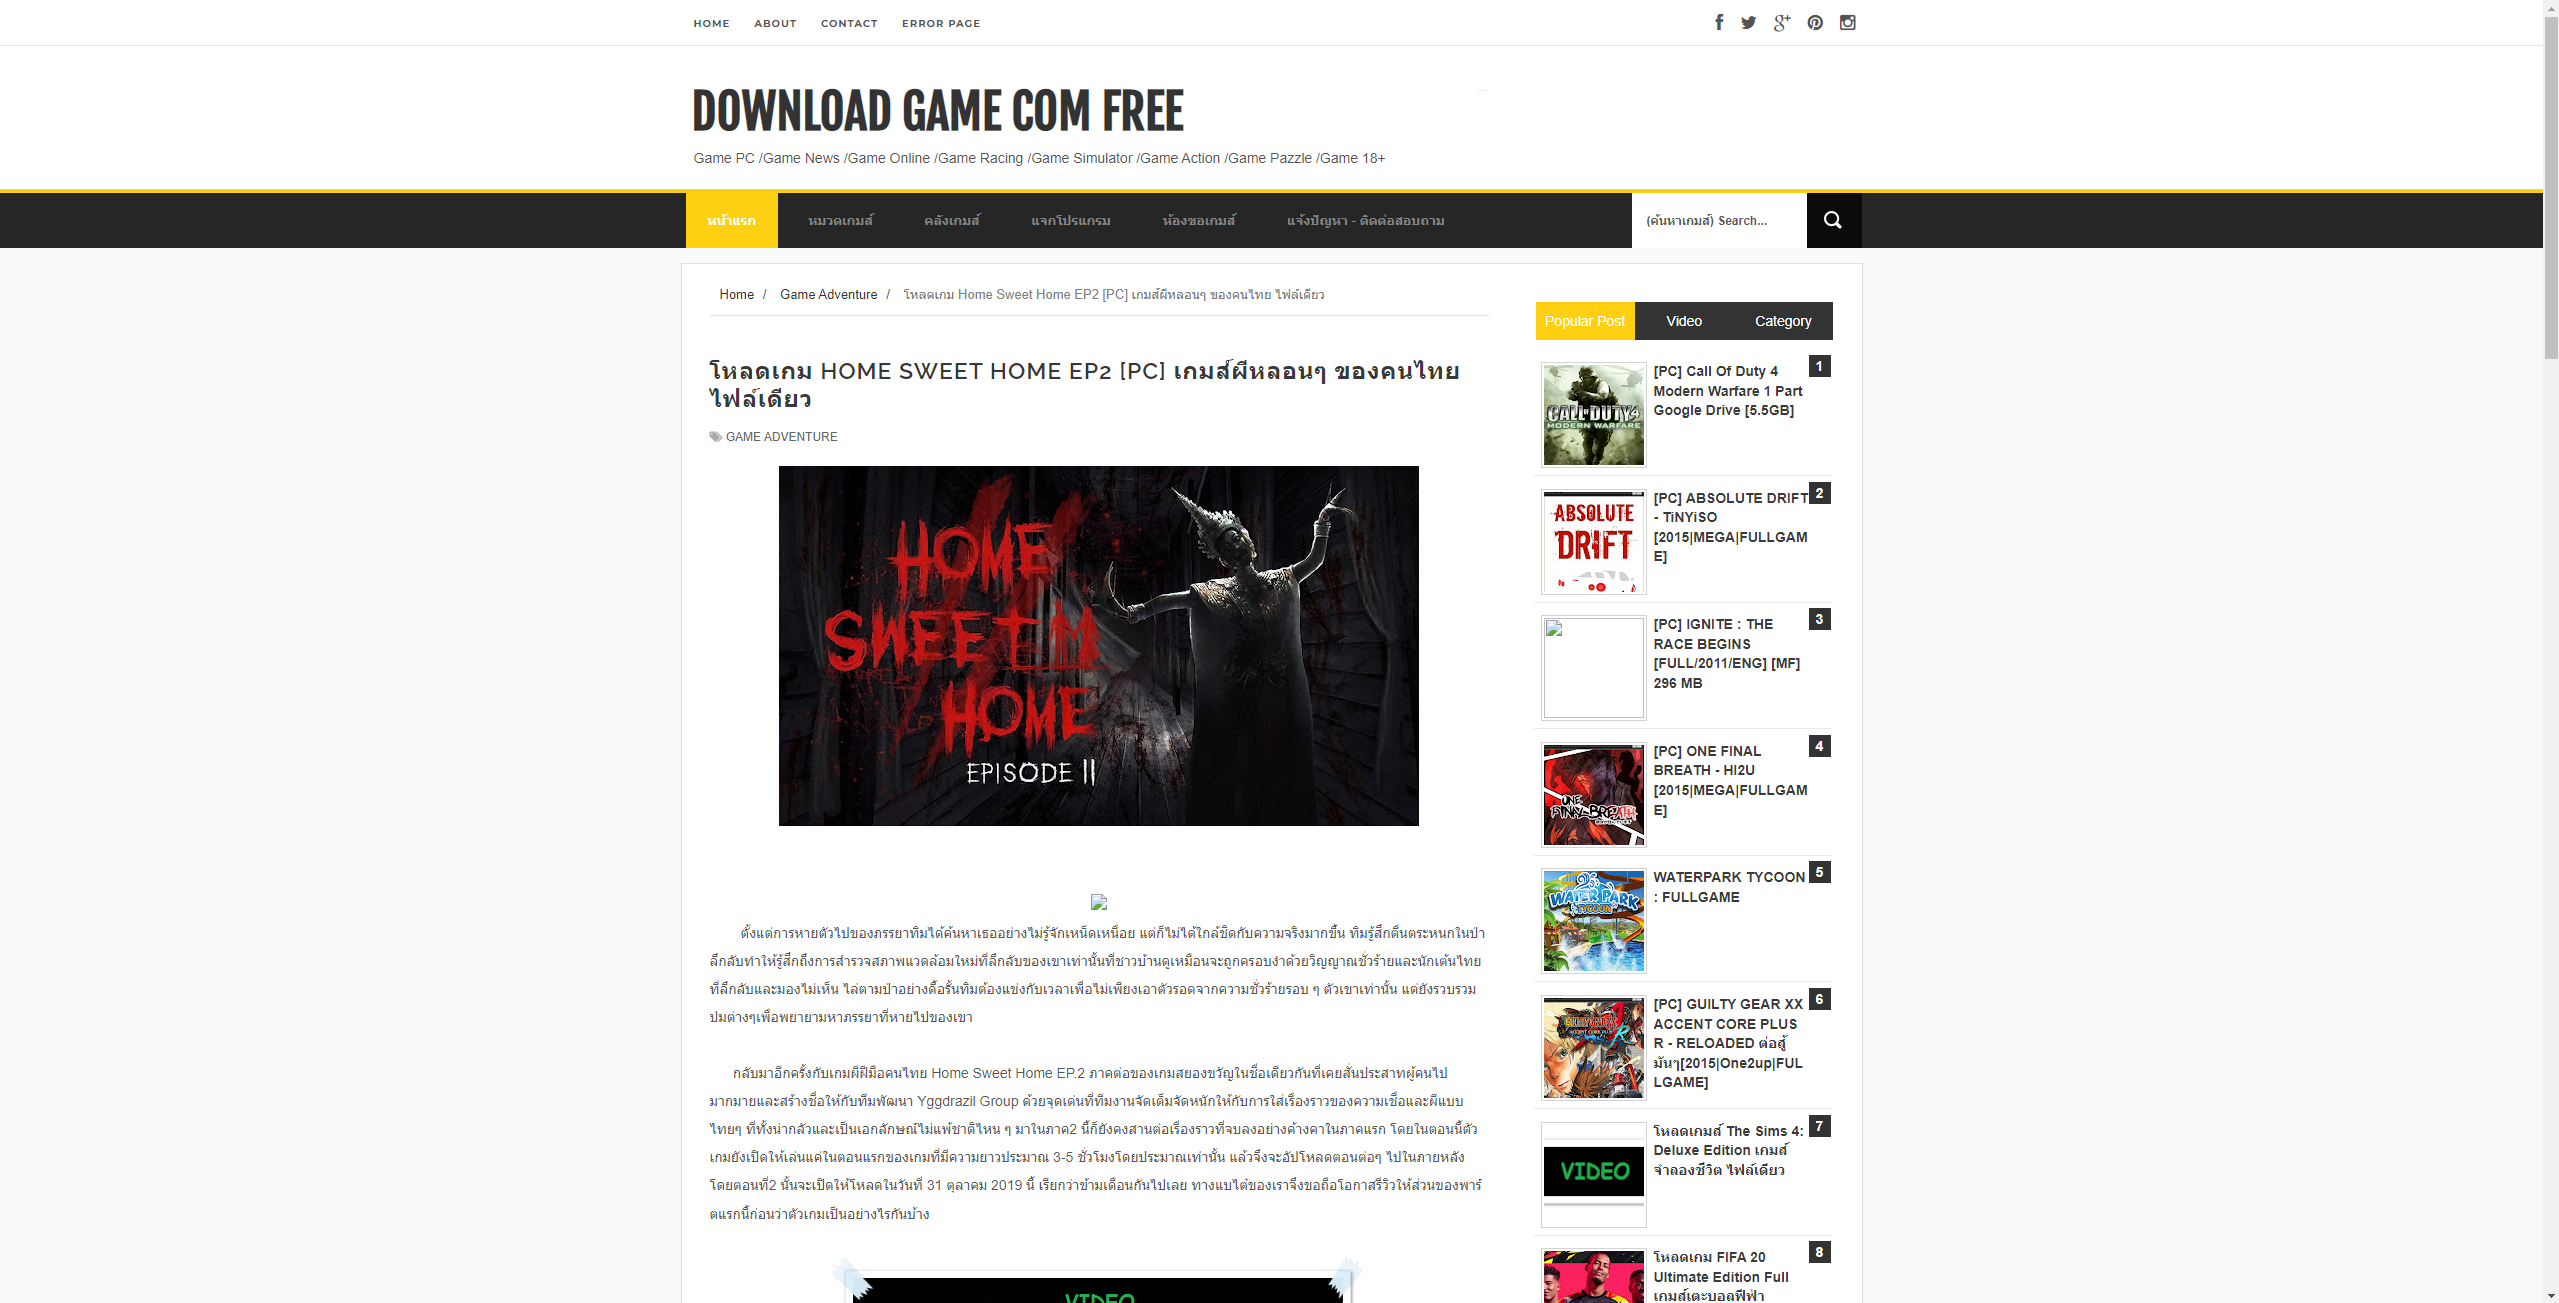 HOME ABOUT CONTACT ERROR PAGE
DOWNLOAD GAME COM FREE
Game PC /Game News /Game Online /Game Racing /Game Simulator /Game Action /Game Pazzle /Game 18+
หน้าแรก หมวดเกมส์ คลังเกมส์ แจกโปรแกรม ห้องขอเกมส์ แจ้งปัญหา - ติดต่อสอบถาม (ค้นหาเกมส์) Search...
Home / Game Adventure / โหลดเกม Home Sweet Home EP2 [PC] เกมส์ผีหลอนๆ ของคนไทย ไฟล์เดียว
โหลดเกม HOME SWEET HOME EP2 [PC] เกมส์ผีหลอนๆ ของคนไทย
ไฟล์เดียว
GAME ADVENTURE
HOME
SWEET
HOME
EPISODE II
ตั้งแต่การหายตัวไปของภรรยาทิมได้ค้นหาเธออย่างไม่รู้จักเหน็ดเหนื่อย แต่ก็ไม่ได้ใกล้ชิดกับความจริงมากขึ้น ทิมรู้สึกตื่นตระหนกในป่า
ลึกลับทำให้รู้สึกถึงการสำรวจสภาพแวดล้อมใหม่ที่ลึกลับของเขาเท่านั้นที่ชาวบ้านดูเหมือนจะถูกครอบงำด้วยวิญญาณชั่วร้ายและนักเต้นไทย
ที่ลึกลับและมองไม่เห็น ไล่ตามป่าอย่างดื้อรั้นทิมต้องแข่งกับเวลาเพื่อไม่เพียงเอาตัวรอดจากความชั่วร้ายรอบ ๆ ตัวเขาเท่านั้น แต่ยังรวบรวม
ปมต่างๆเพื่อพยายามหาภรรยาที่หายไปของเขา
กลับมาอีกครั้งกับเกมผีฝีมือคนไทย Home Sweet Home EP.2 ภาคต่อของเกมสยองขวัญในชื่อเดียวกันที่เคยสั่นประสาทผู้คนไป
มากมายและสร้างชื่อให้กับทีมพัฒนา Yggdrazil Group ด้วยจุดเด่นที่ทีมงานจัดเต็มจัดหนักให้กับการใส่เรื่องราวของความเชื่อและผีแบบ
ไทยๆ ที่ทั้งน่ากลัวและเป็นเอกลักษณ์ไม่แพ้ชาติไหน ๆ มาในภาค2 นี้ก็ยังคงสานต่อเรื่องราวที่จบลงอย่างค้างคาในภาคแรก โดยในตอนนี้ตัว
เกมยังเปิดให้เล่นแค่ในตอนแรกของเกมที่มีความยาวประมาณ 3-5 ชั่วโมงโดยประมาณเท่านั้น แล้วจึงจะอัปโหลดตอนต่อๆ ไปในภายหลัง
โดยตอนที่2 นั้นจะเปิดให้โหลดในวันที่ 31 ตุลาคม 2019 นี้ เรียกว่าข้ามเดือนกันไปเลย ทางแบไต๋ของเราจึงขอถือโอกาสรีวิวให้ส่วนของพาร์
ตแรกนี้ก่อนว่าตัวเกมเป็นอย่างไรกันบ้าง
VIDEO
Popular Post Video Category
CALL OF DUTY 4
MODERN WARFARE
[PC] Call Of Duty 4
Modern Warfare 1 Part
Google Drive [5.5GB]
1
ABSOLUTE
DRIFT
[PC] ABSOLUTE DRIFT
- TiNYiSO
[2015|MEGA|FULLGAM
E]
2
[PC] IGNITE : THE
RACE BEGINS
[FULL/2011/ENG] [MF]
296 MB
3
ONE
FINAL BREATH
[PC] ONE FINAL
BREATH - HI2U
[2015|MEGA|FULLGAM
E]
4
WATER PARK
TYCOON
WATERPARK TYCOON
: FULLGAME
5
[PC] GUILTY GEAR XX
ACCENT CORE PLUS
R - RELOADED ต่อสู้
มันๆ[2015|One2up|FUL
LGAME]
6
VIDEO
โหลดเกมส์ The Sims 4:
Deluxe Edition เกมส์
จำลองชีวิต ไฟล์เดียว
7
โหลดเกม FIFA 20
Ultimate Edition Full
เกมส์เตะบอลฟีฟ่า
8